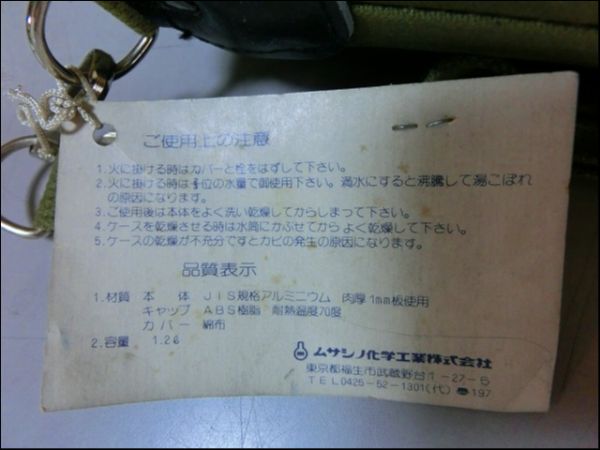 ご使用上の注意
1.火に掛ける時はカバーと栓をはずして下さい。
2.火に掛ける時は 位の水量で御使用下さい。満水にすると沸騰して湯こぼれ
の原因になります。
3.ご使用後は本体をよく洗い乾燥してからしまって下さい。
4.ケースを乾燥させる時は水筒にかぶせてから よく乾燥して下さい。
5.ケースの乾燥が不充分ですとカビの発生の原因になります。
品質表示
1.材質 本 体 JIS規格アルミニウム 肉厚1mm板使用
キャップ ABS樹脂 耐熱温度70度
カバー 綿布
2.容量 1.2ℓ
ムサシノ化学工業株式会社
東京都福生市武蔵野台1-27-5
TEL0425-52-1301(代) 〠197